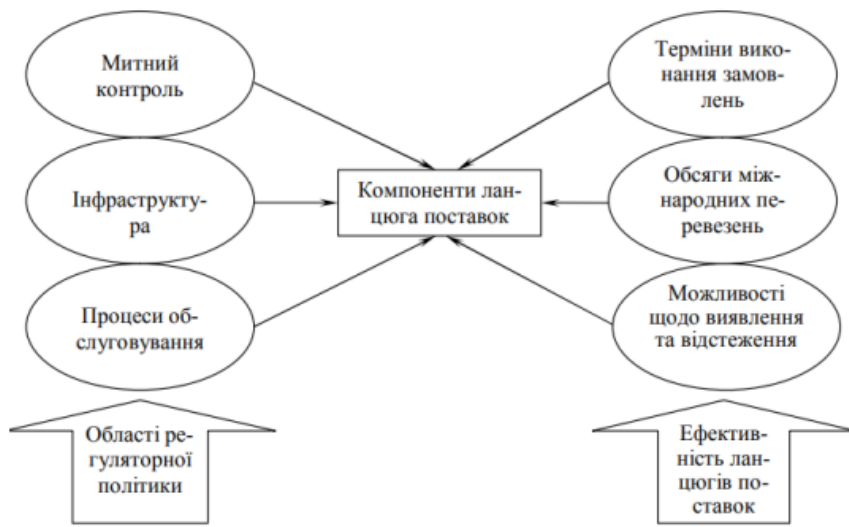 Митний
контроль
Терміни вико-
нання замов-
лень
Інфраструкту-
ра
Компоненти лан-
цюга поставок
Обсяги між-
народних пе-
ревезень
Процеси об-
слуговування
Можливості
щодо виявлення
та відстеження
Області ре-
гуляторної
політики
Ефектив-
ність лан-
цюгів по-
ставок